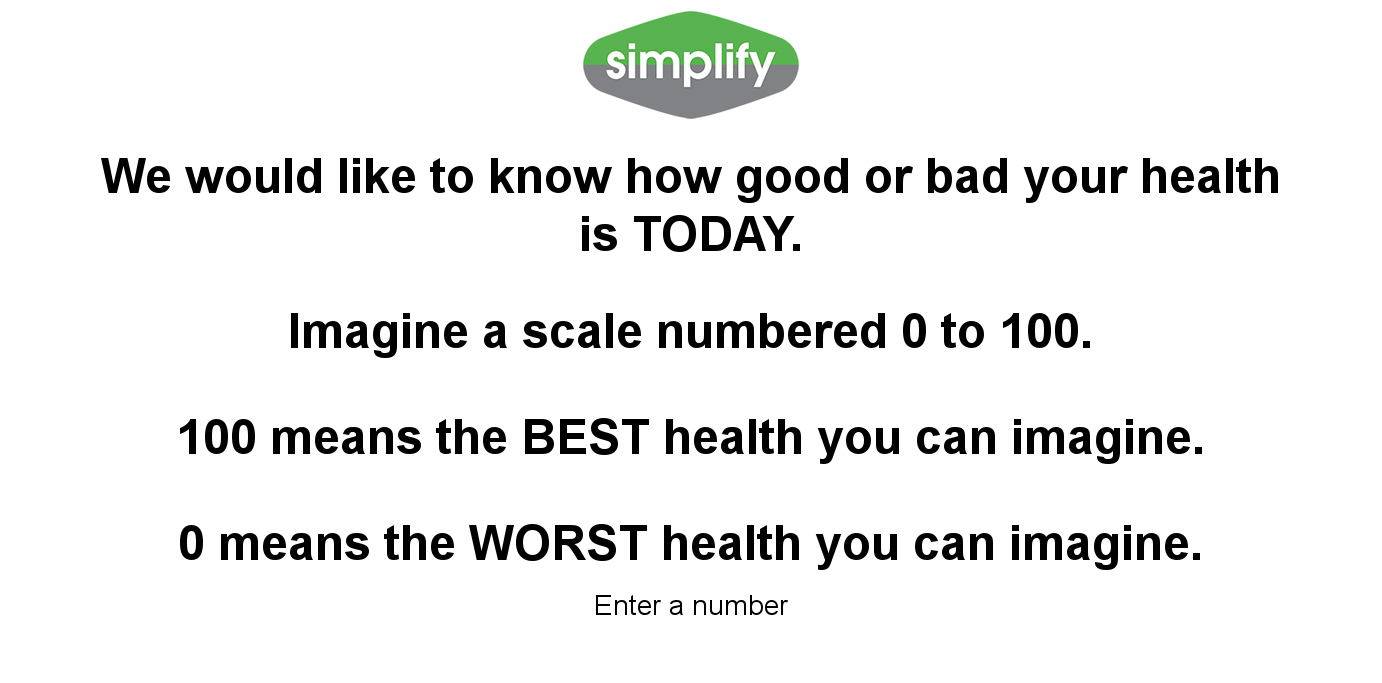 simplify
We would like to know how good or bad your health
is TODAY.
Imagine a scale numbered 0 to 100.
100 means the BEST health you can imagine.
0 means the WORST health you can imagine.
Enter a number